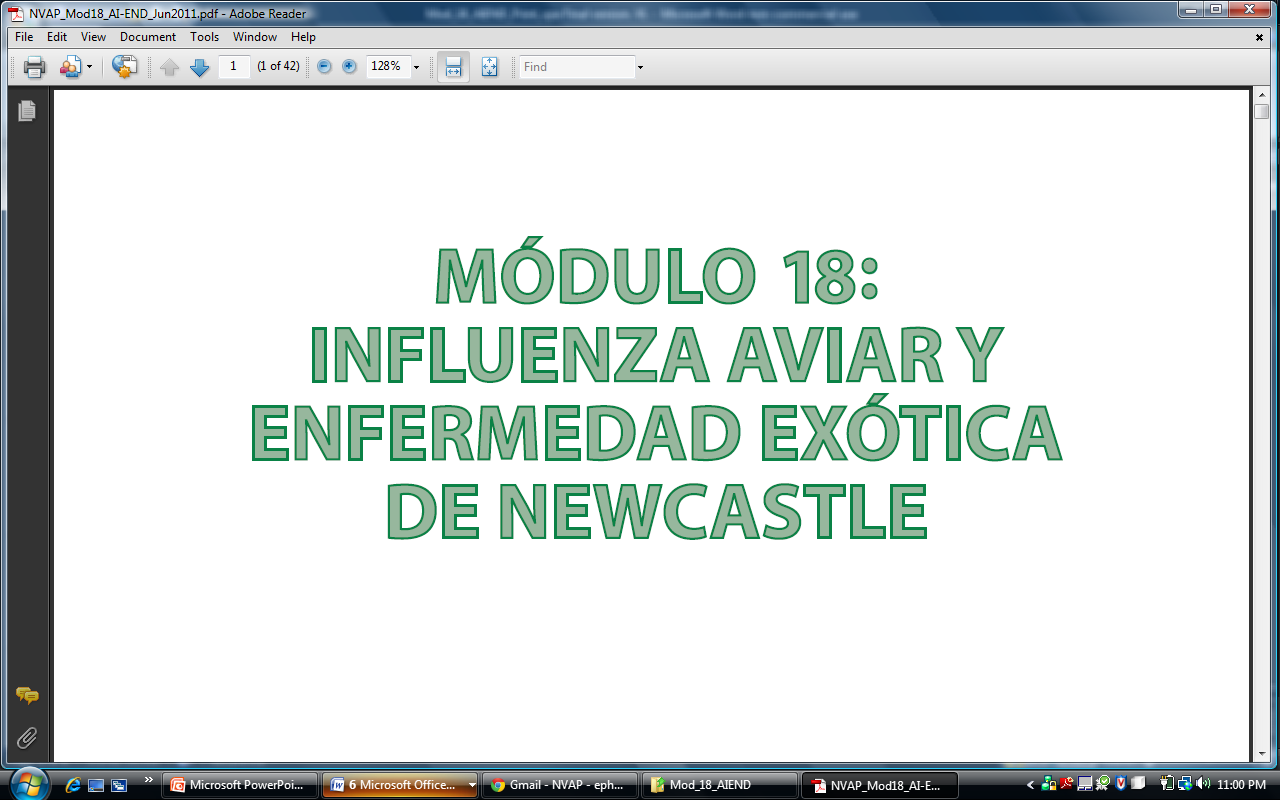 NVAP_Mod18_AI-END_Jun2011.pdf - Adobe Reader
File Edit View Document Tools Window Help
1 (1 of 42) 128% Find
MÓDULO 18:
INFLUENZA AVIAR Y
ENFERMEDAD EXÓTICA
DE NEWCASTLE
Microsoft PowerPoi... 6 Microsoft Office... Gmail - NVAP - eph... Mod_18_AIEND NVAP_Mod18_AI-E... 11:00 PM